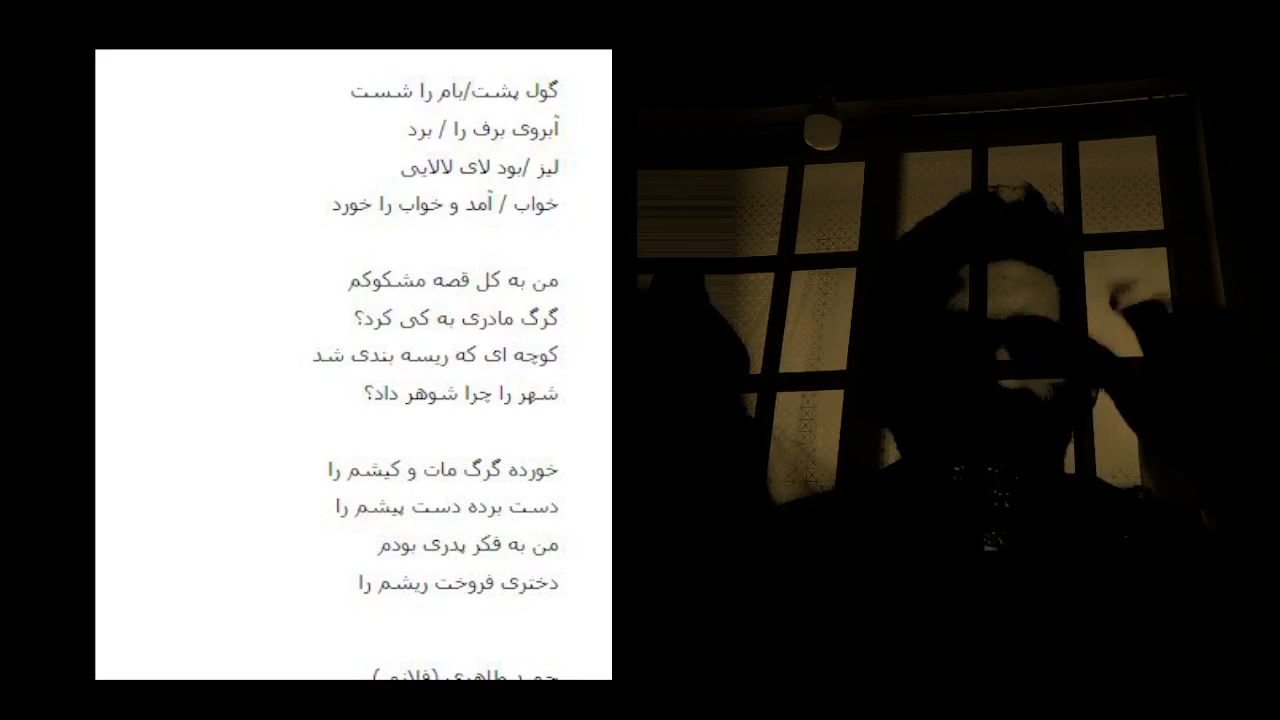 گول پشت/بام را شست
آبروی برف را / برد
لیز /بود لای لالایی
خواب / آمد و خواب را خورد
من به کل قصه مشکوکم
گرگ مادری به کی کرد؟
کوچه ای که ریسه بندی شد
شهر را چرا شوهر داد؟
خورده گرگ مات و کیشم را
دست برده دست پیشم را
من به فکر پدری بودم
دختری فروخت ریشم را